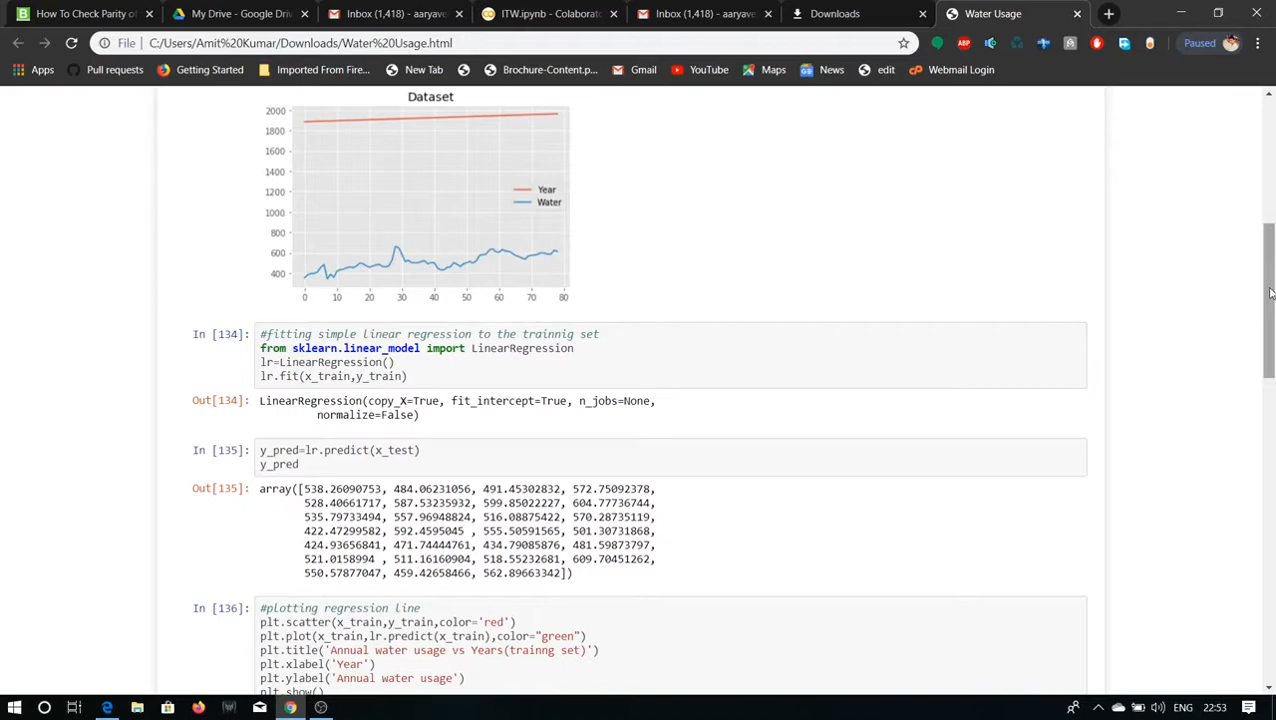 How To Check Parity of
My Drive - Google Drive
Inbox (1,418) - aaryave
ITW.ipynb - Colaborato
Inbox (1,418) - aaryave
Downloads
Water Usage
File
C:/Users/Amit%20Kumar/Downloads/Water%20Usage.html
ABP
Paused
Apps
Pull requests
Getting Started
Imported From Fire...
New Tab
Brochure-Content.p...
Gmail
YouTube
Maps
GB
News
edit
Webmail Login
Dataset
2000
1800
1600
1400
1200
1000
800
600
400
Year
Water
0 10 20 30 40 50 60 70 80
In [134]:
#fitting simple linear regression to the trainnig set
from sklearn.linear_model import LinearRegression
lr=LinearRegression()
lr.fit(x_train,y_train)
Out[134]:
LinearRegression(copy_X=True, fit_intercept=True, n_jobs=None,
normalize=False)
In [135]:
y_pred=lr.predict(x_test)
y_pred
Out[135]:
array([538.26090753, 484.06231056, 491.45302832, 572.75092378,
528.40661717, 587.53235932, 599.85022227, 604.77736744,
535.79733494, 557.96948824, 516.08875422, 570.28735119,
422.47299582, 592.4595045 , 555.50591565, 501.30731868,
424.93656841, 471.74444761, 434.79085876, 481.59873797,
521.0158994 , 511.16160904, 518.55232681, 609.70451262,
550.57877047, 459.42658466, 562.89663342])
In [136]:
#plotting regression line
plt.scatter(x_train,y_train,color='red')
plt.plot(x_train,lr.predict(x_train),color="green")
plt.title('Annual water usage vs Years(trainng set)')
plt.xlabel('Year')
plt.ylabel('Annual water usage')
plt.show()
ENG 22:53